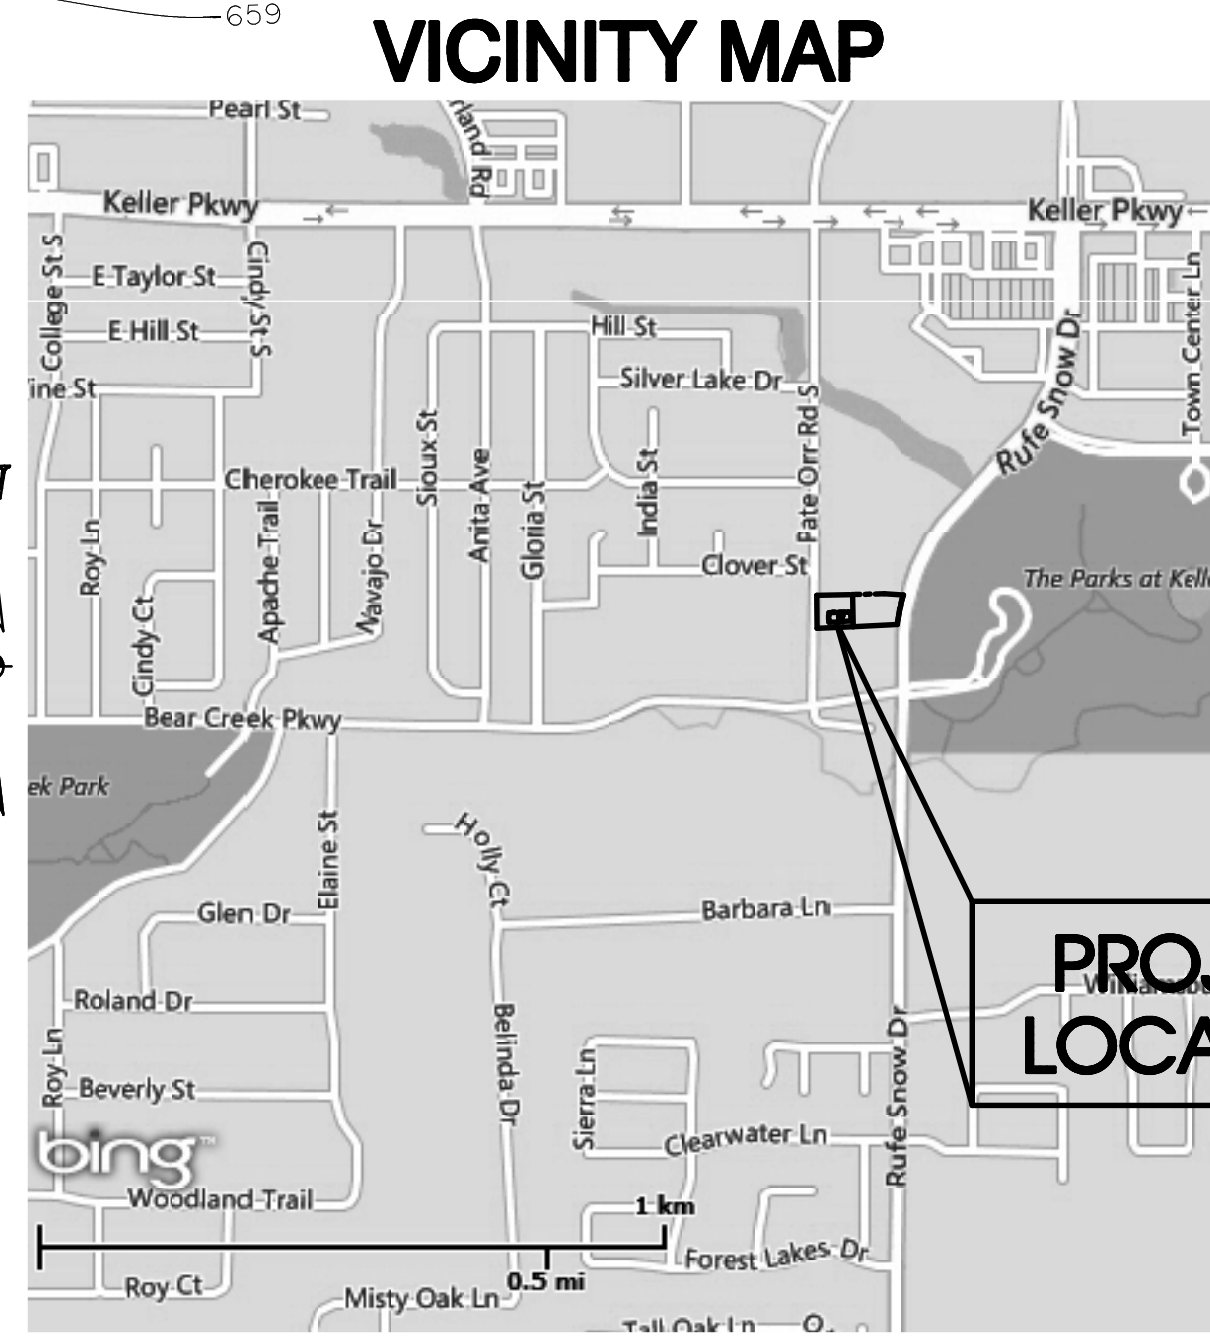 659
VICINITY MAP
Pearl St
rland Rd
Keller Pkwy
Keller Pkwy
College St S
E Taylor St
Cindy St S
E Hill St
Hill St
Silver Lake Dr
Town Center Ln
Rufe Snow Dr
ine St
Fate Orr Rd S
Sioux St
Cherokee Trail
Anita Ave
India St
Gloria St
Roy Ln
Apache Trail
Navajo Dr
Clover St
The Parks at Kell
Cindy Ct
Bear Creek Pkwy
ek Park
Elaine St
Holly Ct
Glen Dr
Barbara Ln
PROJ
LOCA
Roland Dr
Belinda Dr
Roy Ln
Sierra Ln
Rufe Snow Dr
Beverly St
Clearwater Ln
bing™
Woodland Trail
1 km
0.5 mi
Forest Lakes Dr
Roy Ct
Misty Oak Ln
Tall Oak Ln